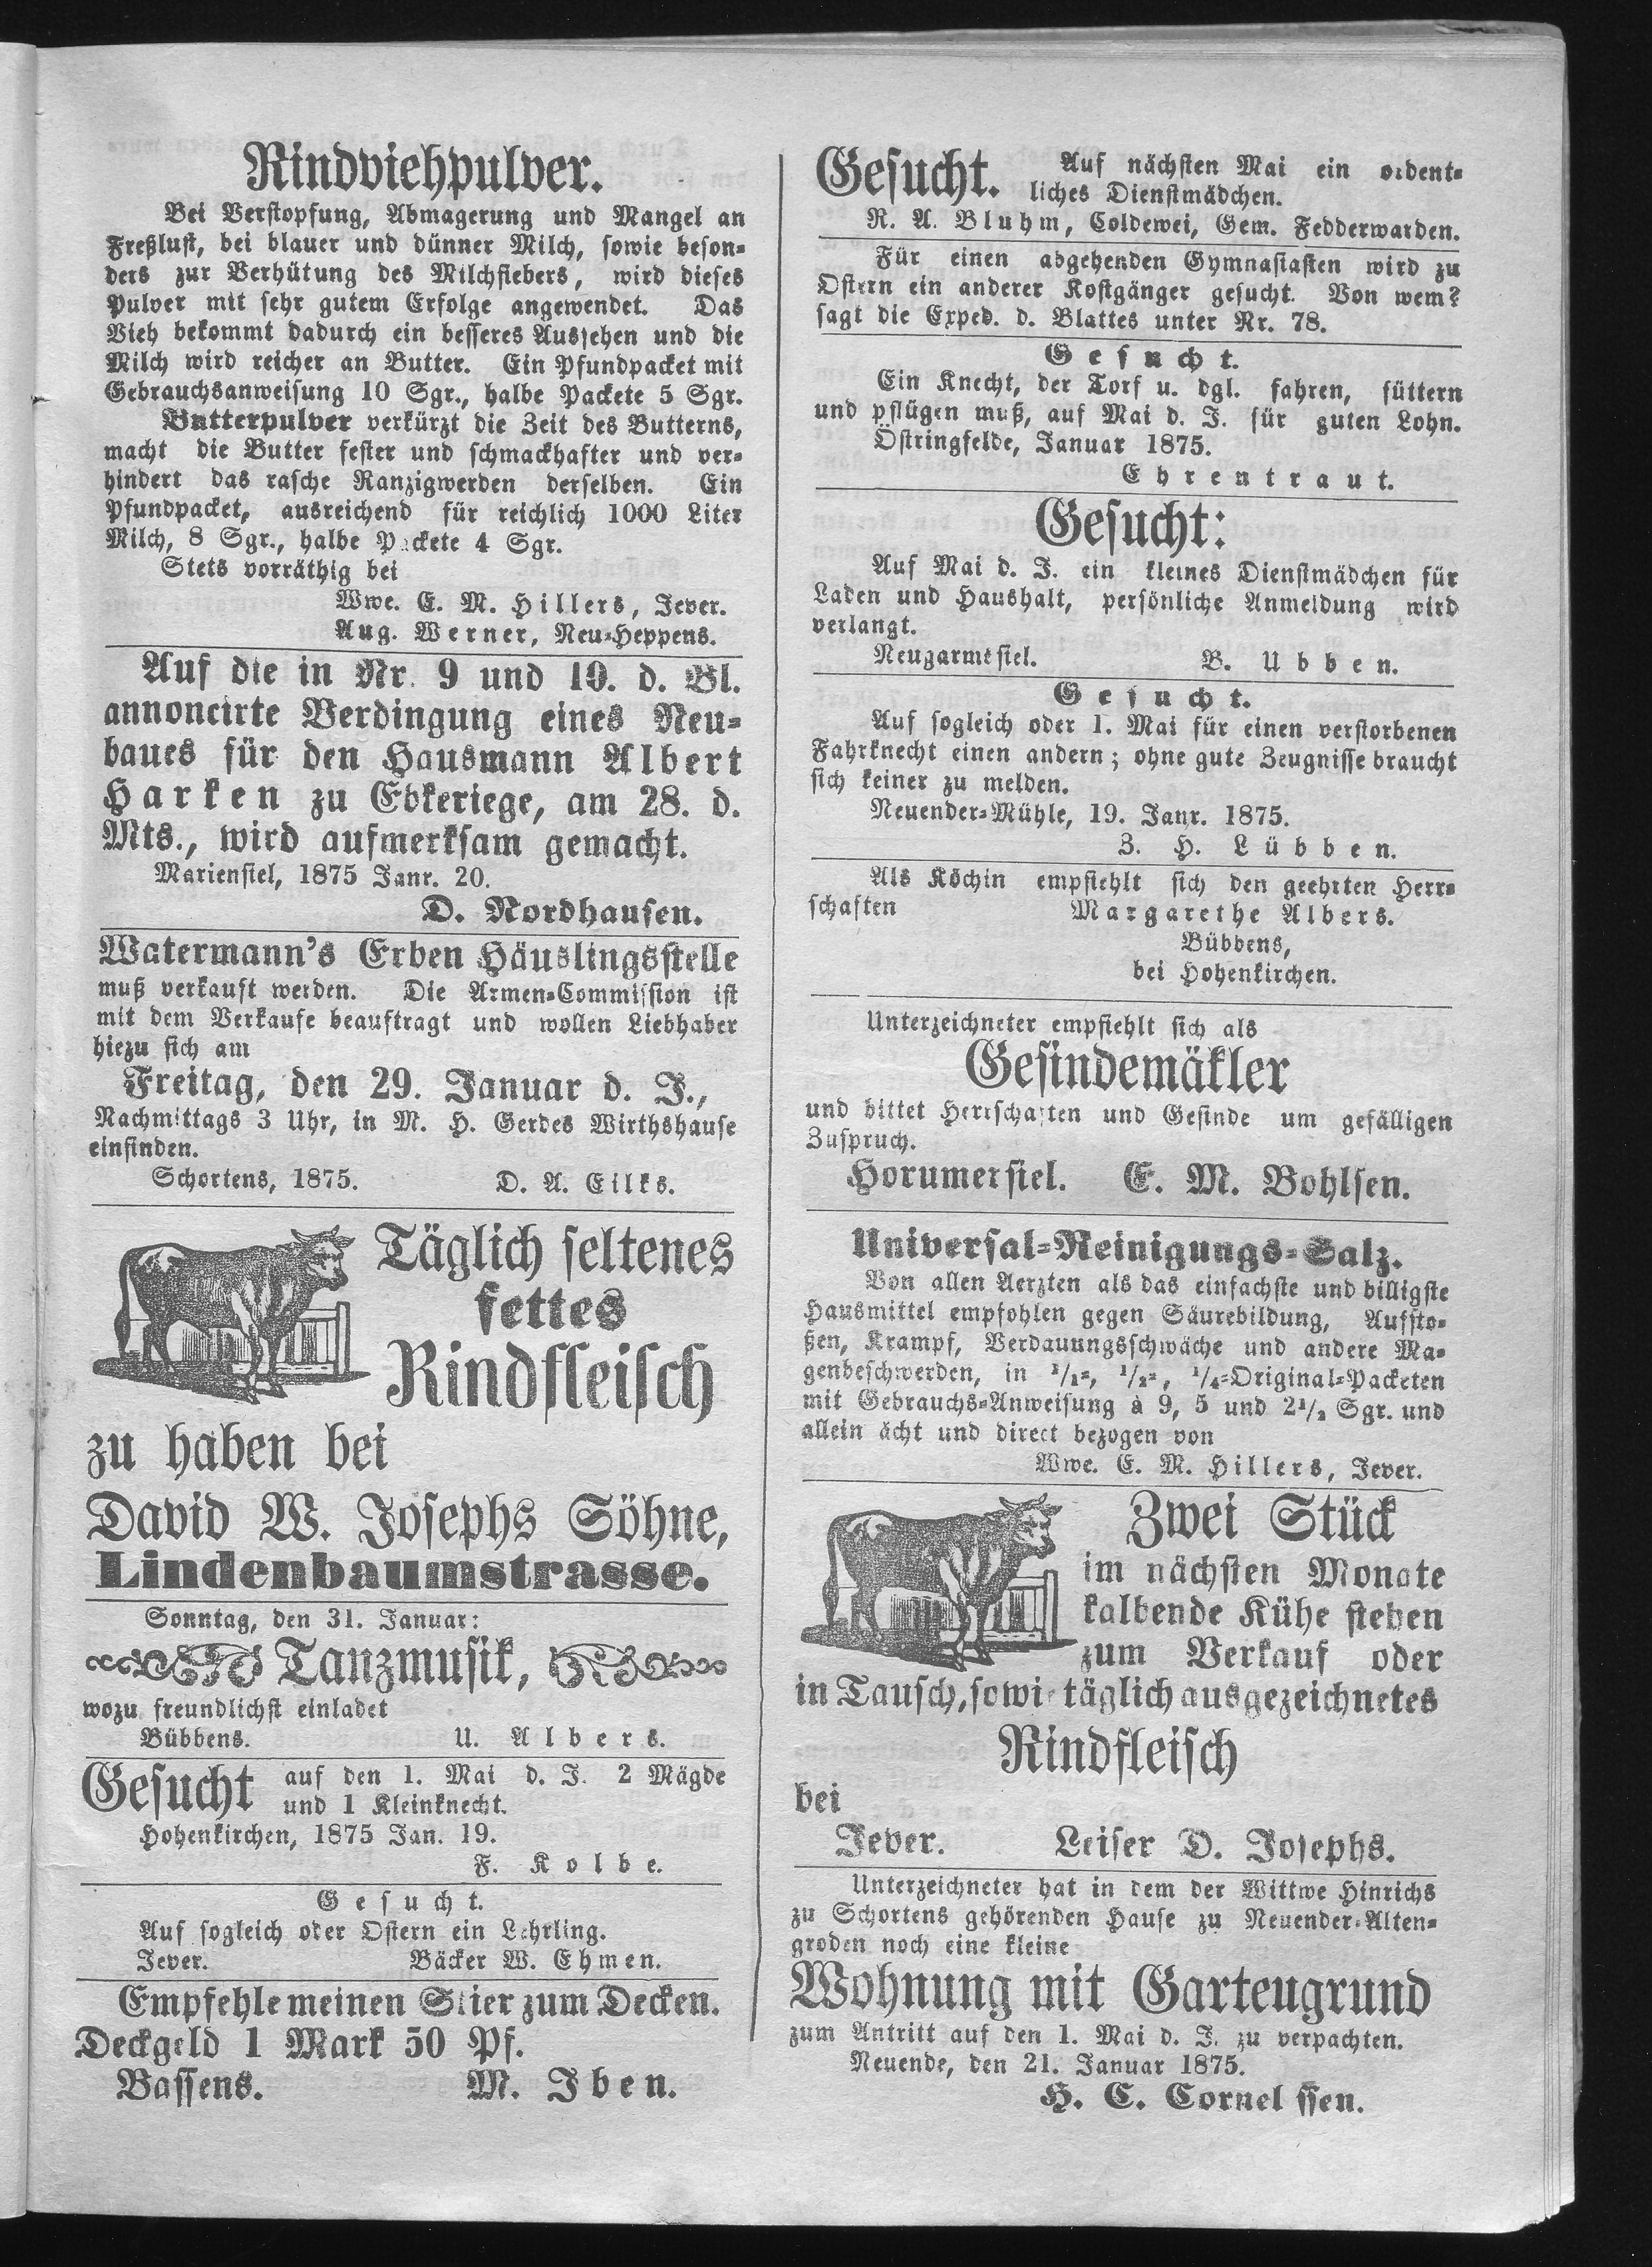 Rindviehpulver.
Bei Verstopfung, Abmagerung und Mangel an
Freßlust, bei blauer und dünner Milch, sowie beson-
ders zur Verhütung des Milchfiebers, wird dieses
Pulver mit sehr gutem Erfolge angewendet. Das
Vieh bekommt dadurch ein besseres Aussehen und die
Milch wird reicher an Butter. Ein Pfundpacket mit
Gebrauchsanweisung 10 Sgr., halbe Packete 5 Sgr.
Butterpulver verkürzt die Zeit des Butterns,
macht die Butter fester und schmackhafter und ver-
hindert das rasche Ranzigwerden derselben. Ein
Pfundpacket, ausreichend für reichlich 1000 Liter
Milch, 8 Sgr., halbe Packete 4 Sgr.
Stets vorräthig bei
Wwe. E. M. Hillers, Jever.
Aug. Werner, Neu-Heppens.
Auf die in Nr. 9 und 10. d. Bl.
annoncirte Verdingung eines Neu-
baues für den Hausmann Albert
Harken zu Ebkeriege, am 28. d.
Mts., wird aufmerksam gemacht.
Mariensiel, 1875 Janr. 20.
D. Nordhausen.
Watermann's Erben Häuslingsstelle
muß verkauft werden. Die Armen-Commission ist
mit dem Verkaufe beauftragt und wollen Liebhaber
hiezu sich am
Freitag, den 29. Januar d. J.,
Nachmittags 3 Uhr, in M. H. Gerdes Wirthshause
einfinden.
Schortens, 1875. D. A. Eilks.
Täglich seltenes
fettes
Rindfleisch
zu haben bei
David W. Josephs Söhne,
Lindenbaumstrasse.
Sonntag, den 31. Januar:
Tanzmusik,
wozu freundlichst einladet
Bübbens. U. Albers.
Gesucht auf den 1. Mai d. J. 2 Mägde
und 1 Kleinknecht.
Hohenkirchen, 1875 Jan. 19.
F. Kolbe.
Gesucht.
Auf sogleich oder Ostern ein Lehrling.
Jever. Bäcker W. Ehmen.
Empfehle meinen Stier zum Decken.
Deckgeld 1 Mark 50 Pf.
Bassens. M. Iben.
Gesucht. Auf nächsten Mai ein ordent-
liches Dienstmädchen.
R. A. Bluhm, Coldewei, Gem. Fedderwarden.
Für einen abgehenden Gymnasiasten wird zu
Ostern ein anderer Kostgänger gesucht. Von wem?
sagt die Exped. d. Blattes unter Nr. 78.
Gesucht.
Ein Knecht, der Torf u. dgl. fahren, füttern
und pflügen muß, auf Mai d. J. für guten Lohn.
Östringfelde, Januar 1875.
Ehrentraut.
Gesucht:
Auf Mai d. J. ein kleines Dienstmädchen für
Laden und Haushalt, persönliche Anmeldung wird
verlangt.
Neugarmssiel. B. Ubben.
Gesucht.
Auf sogleich oder 1. Mai für einen verstorbenen
Fahrknecht einen andern; ohne gute Zeugnisse braucht
sich keiner zu melden.
Neuender-Mühle, 19. Janr. 1875.
Z. H. Lübben.
Als Köchin empfiehlt sich den geehrten Herr-
schaften Margarethe Albers.
Bübbens,
bei Hohenkirchen.
Unterzeichneter empfiehlt sich als
Gesindemäkler
und bittet Herrschaften und Gesinde um gefälligen
Zuspruch.
Horumersiel. E. M. Bohlsen.
Universal-Reinigungs-Salz.
Von allen Aerzten als das einfachste und billigste
Hausmittel empfohlen gegen Säurebildung, Aufsto-
ßen, Krampf, Verdauungsschwäche und andere Ma-
genbeschwerden, in 1/1-, 1/2-, 1/4-Original-Packeten
mit Gebrauchs-Anweisung à 9, 5 und 2 1/2 Sgr. und
allein ächt und direct bezogen von
Wwe. E. M. Hillers, Jever.
Zwei Stück
im nächsten Monate
kalbende Kühe stehen
zum Verkauf oder
in Tausch, sowie täglich ausgezeichnetes
Rindfleisch
bei
Jever. Leiser D. Josephs.
Unterzeichneter hat in dem der Wittwe Hinrichs
zu Schortens gehörenden Hause zu Neuender-Alten-
groden noch eine kleine
Wohnung mit Gartengrund
zum Antritt auf den 1. Mai d. J. zu verpachten.
Neuende, den 21. Januar 1875.
H. C. Cornelssen.